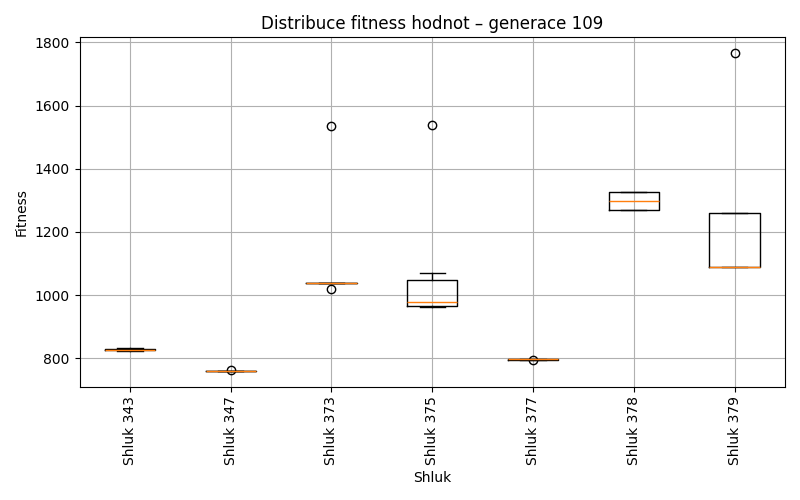 Distribuce fitness hodnot – generace 109
1800
1600
1400
1200
1000
800
Fitness
Shluk 343
Shluk 347
Shluk 373
Shluk 375
Shluk 377
Shluk 378
Shluk 379
Shluk